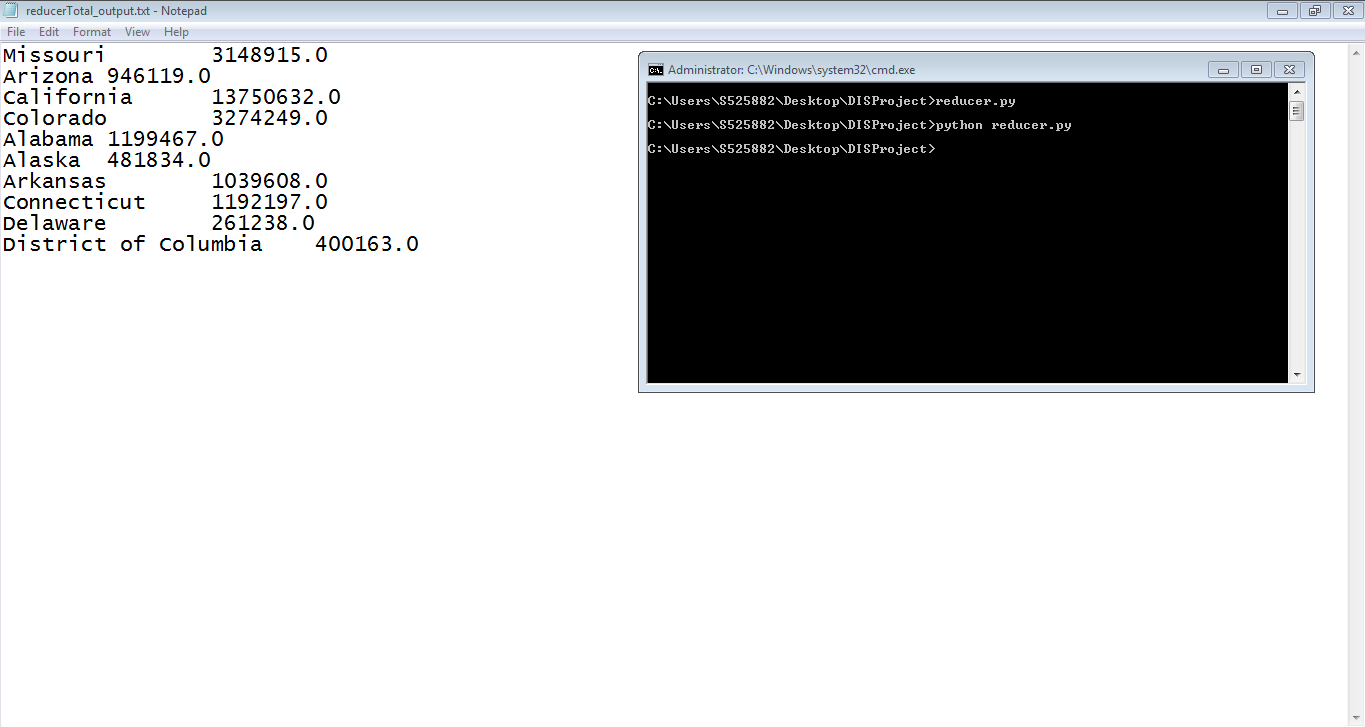 reducerTotal_output.txt - Notepad
File Edit Format View Help
Missouri 3148915.0
Arizona 946119.0
California 13750632.0
Colorado 3274249.0
Alabama 1199467.0
Alaska 481834.0
Arkansas 1039608.0
Connecticut 1192197.0
Delaware 261238.0
District of Columbia 400163.0
Administrator: C:\Windows\system32\cmd.exe
C:\Users\S525882\Desktop\DISProject>reducer.py
C:\Users\S525882\Desktop\DISProject>python reducer.py
C:\Users\S525882\Desktop\DISProject>